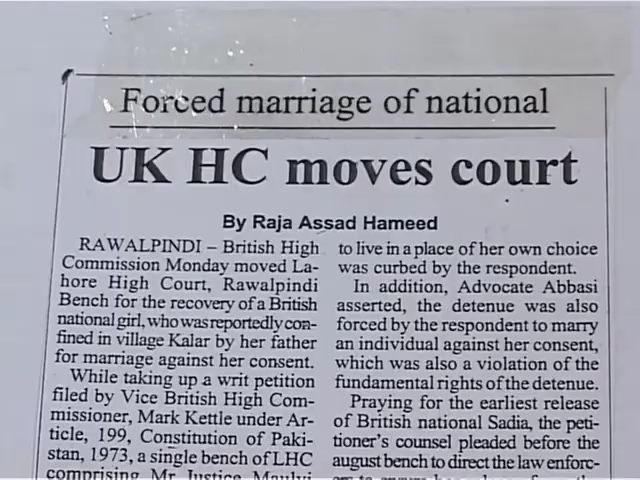 Forced marriage of national
UK HC moves court
By Raja Assad Hameed
RAWALPINDI – British High
Commission Monday moved La-
hore High Court, Rawalpindi
Bench for the recovery of a British
national girl, who was reportedly con-
fined in village Kalar by her father
for marriage against her consent.
While taking up a writ petition
filed by Vice British High Com-
missioner, Mark Kettle under Ar-
ticle, 199, Constitution of Paki-
stan, 1973, a single bench of LHC
comprising Mr Justice Maulvi
to live in a place of her own choice
was curbed by the respondent.
In addition, Advocate Abbasi
asserted, the detenue was also
forced by the respondent to marry
an individual against her consent,
which was also a violation of the
fundamental rights of the detenue.
Praying for the earliest release
of British national Sadia, the peti-
tioner's counsel pleaded before the
august bench to direct the law enforc-